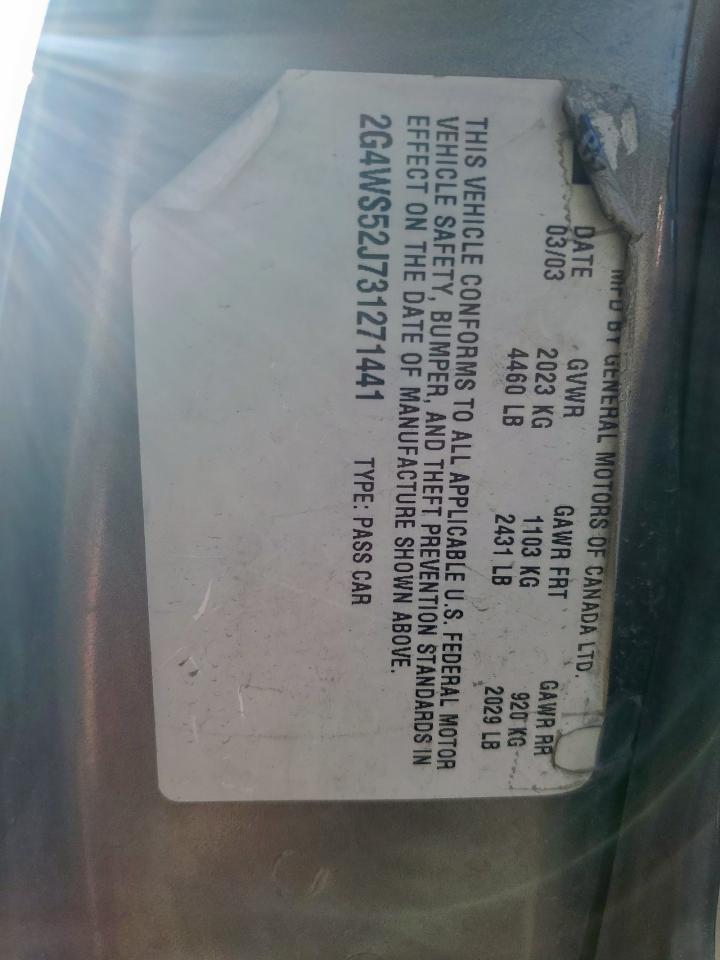 MFD BY GENERAL MOTORS OF CANADA LTD.
DATE GVWR GAWR FRT GAWR RR
03/03 2023 KG 1103 KG 920 KG
4460 LB 2431 LB 2029 LB
THIS VEHICLE CONFORMS TO ALL APPLICABLE U.S. FEDERAL MOTOR
VEHICLE SAFETY, BUMPER, AND THEFT PREVENTION STANDARDS IN
EFFECT ON THE DATE OF MANUFACTURE SHOWN ABOVE.
2G4WS52J731271441 TYPE: PASS CAR